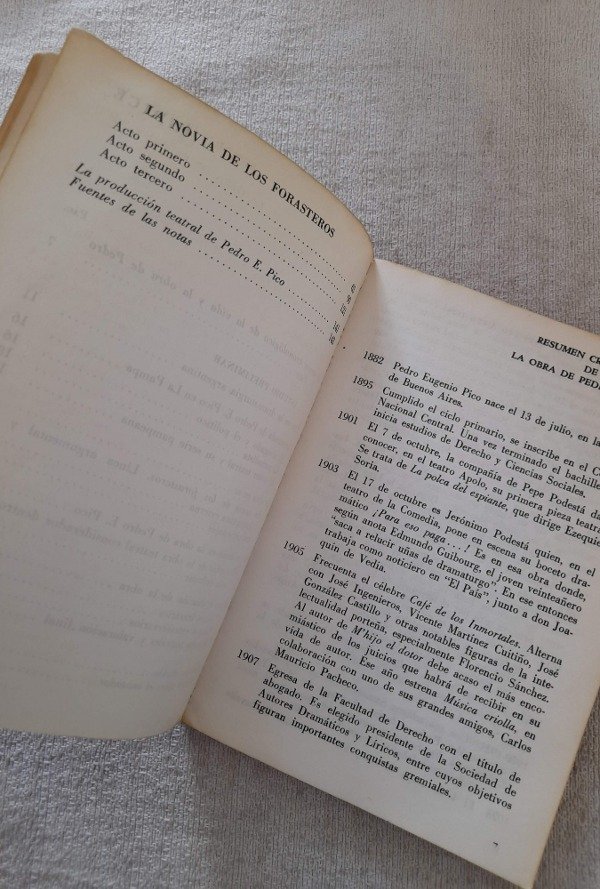 LA NOVIA DE LOS FORASTEROS
Acto primero
Acto segundo
Acto tercero
La producción teatral de Pedro E. Pico
Fuentes de las notas
RESUMEN
DE
LA OBRA DE
1882 Pedro Eugenio Pico nace el 13 de julio, en la
de Buenos Aires.
1895 Cumplido el ciclo primario, se inscribe en el
Nacional Central. Una vez terminado el
inicia estudios de Derecho y Ciencias Sociales.
1901 El 7 de octubre, la compañía de Pepe Podestá
conocer, en el teatro Apolo, su primera pieza
Se trata de La polca del espiante, que dirige
Soria.
1903 El 17 de octubre es Jerónimo Podestá quien, en el
teatro de la Comedia, pone en escena su boceto dra-
mático ¡Para eso paga...! Es en esa obra donde,
según anota Edmundo Guibourg, el joven veinteañero
"saca a relucir uñas de dramaturgo". En ese entonces
trabaja como noticiero en "El País", junto a don Joa-
quín de Vedia.
1905 Frecuenta el célebre Café de los Inmortales. Alterna
con José Ingenieros, Vicente Martínez Cuitiño, José
González Castillo y otras notables figuras de la inte-
lectualidad porteña, especialmente Florencio Sánchez.
Al autor de M'hijo el dotor debe acaso el más enco-
miástico de los juicios que habrá de recibir en su
vida de autor. Ese año estrena Música criolla, en
colaboración con uno de sus grandes amigos, Carlos
Mauricio Pacheco.
1907 Egresa de la Facultad de Derecho con el título de
abogado. Es elegido presidente de la Sociedad de
Autores Dramáticos y Líricos, entre cuyos objetivos
figuran importantes conquistas gremiales.
7